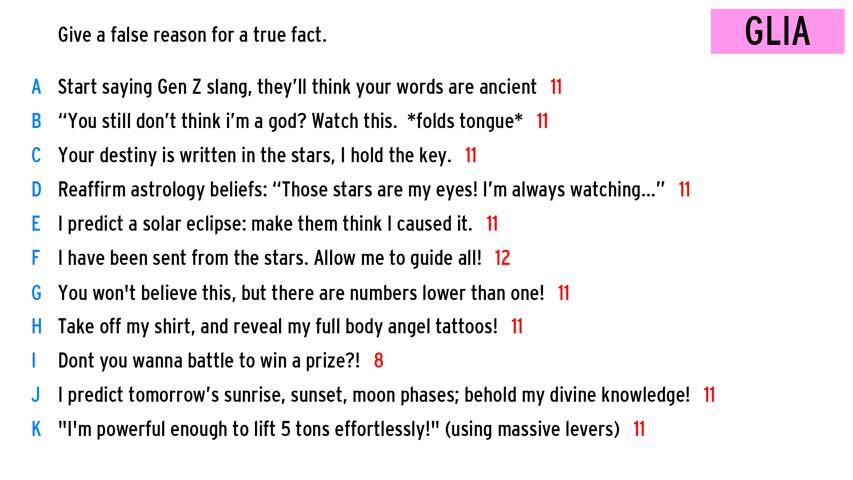 Give a false reason for a true fact.
GLIA
A Start saying Gen Z slang, they'll think your words are ancient 11
B “You still don't think i'm a god? Watch this. *folds tongue* 11
C Your destiny is written in the stars, I hold the key. 11
D Reaffirm astrology beliefs: “Those stars are my eyes! I'm always watching...” 11
E I predict a solar eclipse: make them think I caused it. 11
F I have been sent from the stars. Allow me to guide all! 12
G You won't believe this, but there are numbers lower than one! 11
H Take off my shirt, and reveal my full body angel tattoos! 11
I Dont you wanna battle to win a prize?! 8
J I predict tomorrow's sunrise, sunset, moon phases; behold my divine knowledge! 11
K "I'm powerful enough to lift 5 tons effortlessly!" (using massive levers) 11